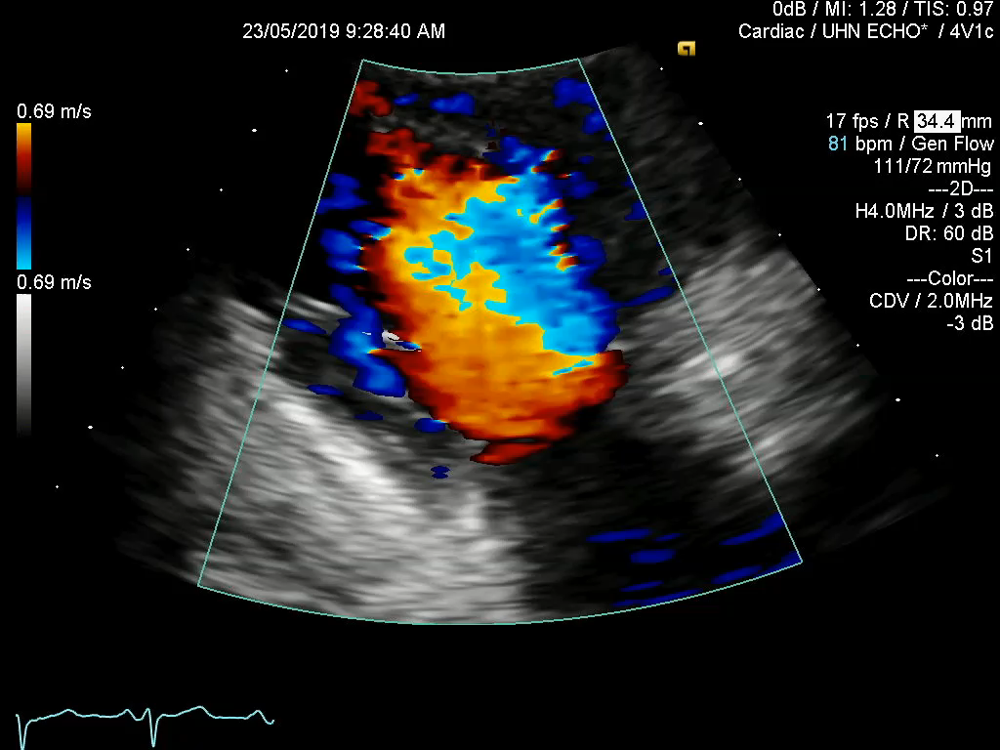 0dB / MI: 1.28 / TIS: 0.97
23/05/2019 9:28:40 AM
Cardiac / UHN ECHO* / 4V1c
0.69 m/s
17 fps / R 34.4 mm
81 bpm / Gen Flow
111/72 mmHg
---2D---
H4.0MHz / 3 dB
DR: 60 dB
S1
0.69 m/s
---Color---
CDV / 2.0MHz
-3 dB